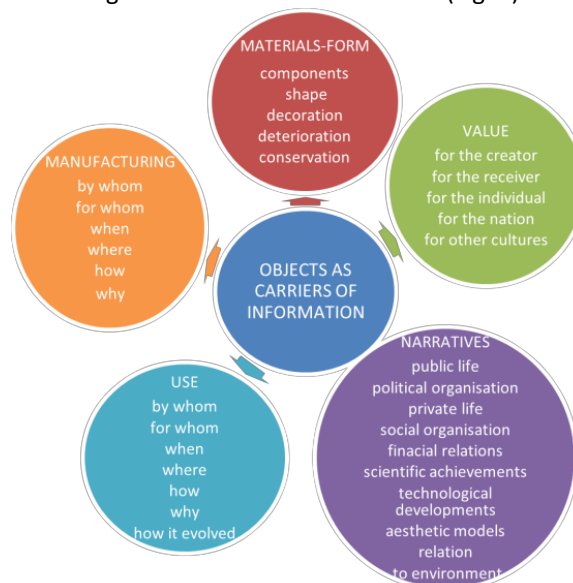 MATERIALS-FORM
components
shape
decoration
deterioration
conservation
VALUE
for the creator
for the receiver
for the individual
for the nation
for other cultures
MANUFACTURING
by whom
for whom
when
where
how
why
OBJECTS AS
CARRIERS OF
INFORMATION
USE
by whom
for whom
when
where
how
why
how it evolved
NARRATIVES
public life
political organisation
private life
social organisation
finacial relations
scientific achievements
technological
developments
aesthetic models
relation
to environment